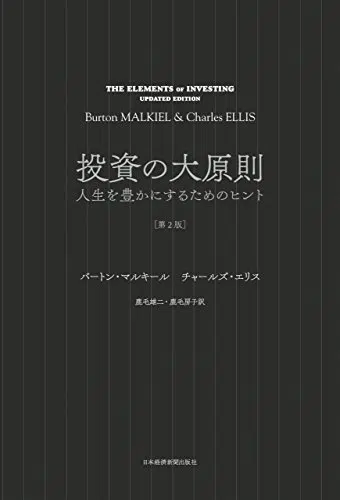 THE ELEMENTS of INVESTING
UPDATED EDITION
Burton MALKIEL & Charles ELLIS
投資の大原則
人生を豊かにするためのヒント
[第2版]
バートン・マルキール チャールズ・エリス
鹿毛雄二・鹿毛房子訳
日本経済新聞出版社